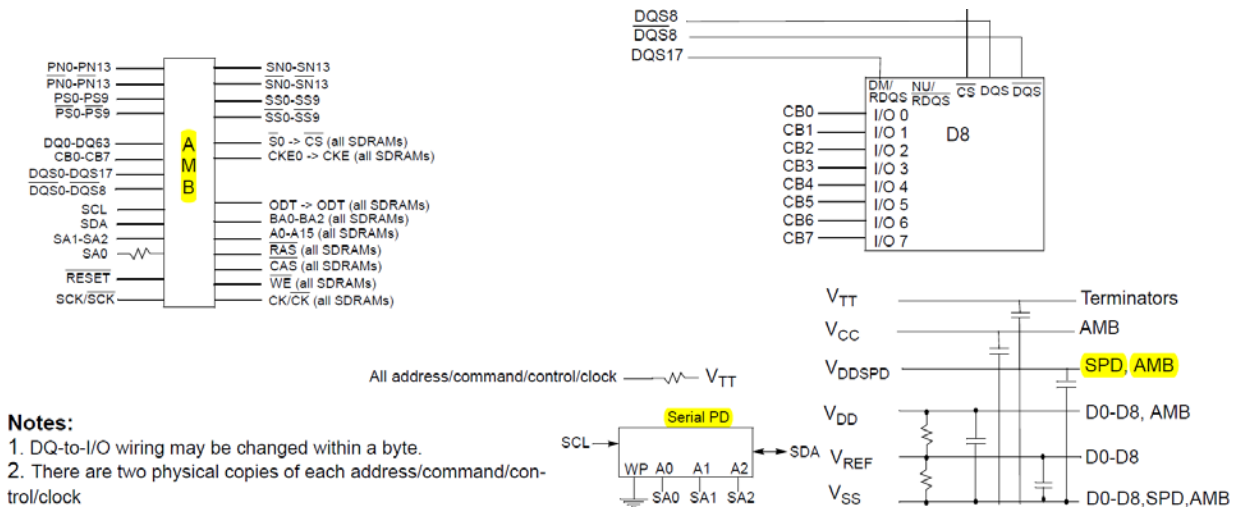 PN0-PN13
PN0-PN13
PS0-PS9
PS0-PS9
DQ0-DQ63
CB0-CB7
DQS0-DQS17
DQS0-DQS8
SCL
SDA
SA1-SA2
SA0
RESET
SCK/SCK
A
M
B
SN0-SN13
SN0-SN13
SS0-SS9
SS0-SS9
S0 -> CS (all SDRAMs)
CKE0 -> CKE (all SDRAMs)
ODT -> ODT (all SDRAMs)
BA0-BA2 (all SDRAMs)
A0-A15 (all SDRAMs)
RAS (all SDRAMs)
CAS (all SDRAMs)
WE (all SDRAMs)
CK/CK (all SDRAMs)
DQS8
DQS8
DQS17
DM/ NU/ CS DQS DQS
RDQS RDQS
CB0 I/O 0
CB1 I/O 1 D8
CB2 I/O 2
CB3 I/O 3
CB4 I/O 4
CB5 I/O 5
CB6 I/O 6
CB7 I/O 7
All address/command/control/clock VTT
Serial PD
SCL SDA
WP A0 A1 A2
SA0 SA1 SA2
VTT Terminators
VCC AMB
VDDSPD SPD, AMB
VDD D0-D8, AMB
VREF D0-D8
VSS D0-D8,SPD,AMB
Notes:
1. DQ-to-I/O wiring may be changed within a byte.
2. There are two physical copies of each address/command/con-
trol/clock